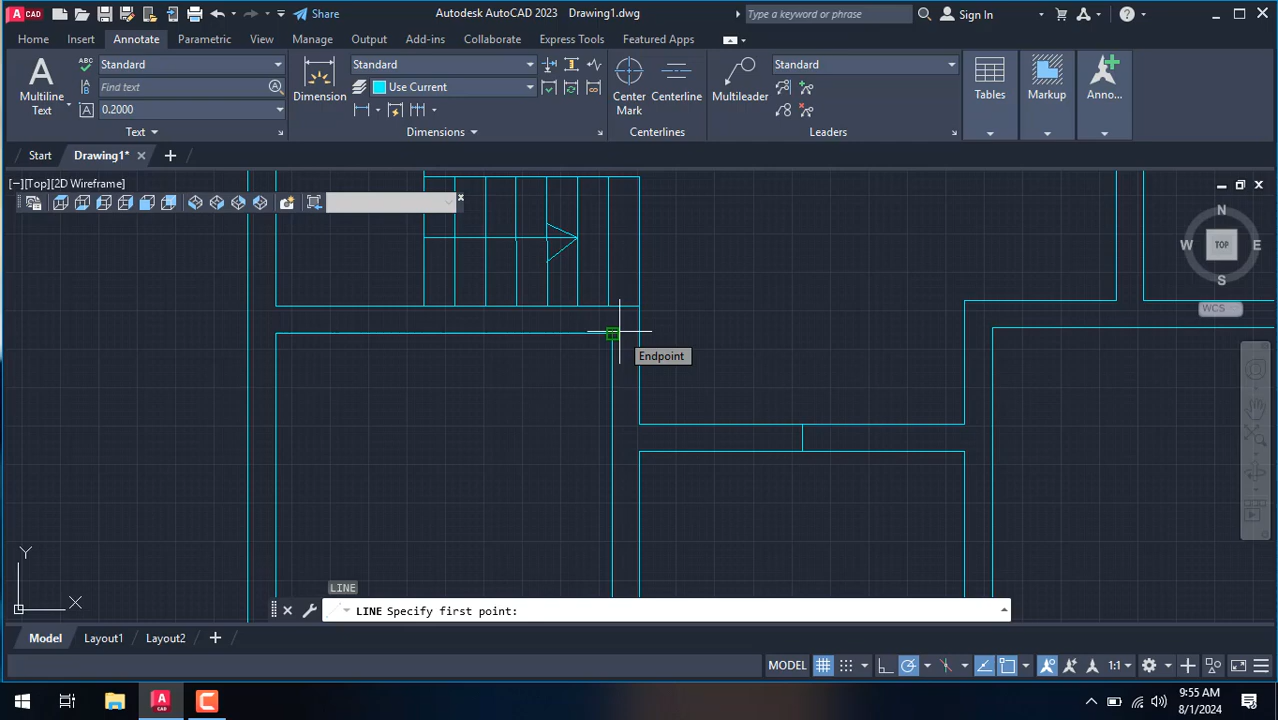 CAD
Share
Autodesk AutoCAD 2023 Drawing1.dwg
Type a keyword or phrase
Sign In
Home
Insert
Annotate
Parametric
View
Manage
Output
Add-ins
Collaborate
Express Tools
Featured Apps
Multiline
Text
ABC
Standard
Find text
0.2000
Text
Dimension
Standard
Use Current
Dimensions
Center
Mark
Centerline
Centerlines
Multileader
Standard
Leaders
Tables
Markup
Anno...
Start
Drawing1*
[−][Top][2D Wireframe]
N
W
TOP
E
S
WCS
Endpoint
Y
X
LINE
LINE Specify first point:
Model
Layout1
Layout2
MODEL
1:1
CAD
9:55 AM
8/1/2024